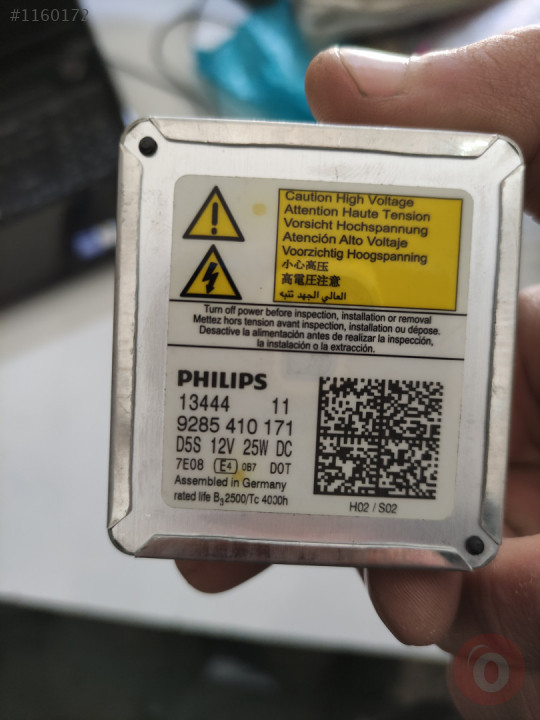 #1160172
Caution High Voltage
Attention Haute Tension
Vorsicht Hochspannung
Atención Alto Voltaje
Voorzichtig Hoogspanning
小心高压
高電圧注意
العالي الجهد تنبه
Turn off power before inspection, installation or removal
Mettez hors tension avant inspection, installation ou dépose.
Desactive la alimentación antes de realizar la inspección,
la instalación o la extracción.
PHILIPS
13444 11
9285 410 171
D5S 12V 25W DC
7E08 E4 087 DOT
Assembled in Germany
rated life B3 2500/Tc 4000h
H02 / S02